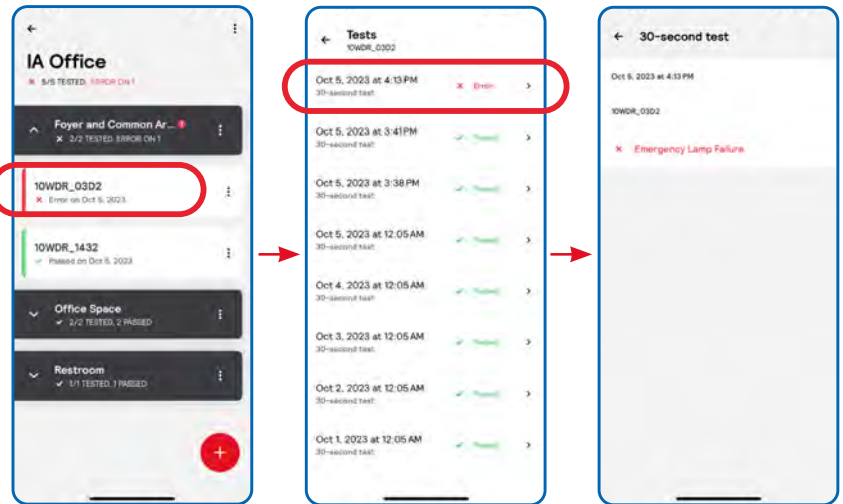 IA Office
5/5 TESTED, ERROR ON 1
Foyer and Common Ar...
2/2 TESTED, ERROR ON 1
10WDR_03D2
Error on Oct 5, 2023
10WDR_1432
Passed on Oct 5, 2023
Office Space
2/2 TESTED, 2 PASSED
Restroom
1/1 TESTED, 1 PASSED
+
Tests
10WDR_03D2
Oct 5, 2023 at 4:13 PM
30-second test
Error
Oct 5, 2023 at 3:41 PM
30-second test
Passed
Oct 5, 2023 at 3:38 PM
30-second test
Passed
Oct 5, 2023 at 12:05 AM
30-second test
Passed
Oct 4, 2023 at 12:05 AM
30-second test
Passed
Oct 3, 2023 at 12:05 AM
30-second test
Passed
Oct 2, 2023 at 12:05 AM
30-second test
Passed
Oct 1, 2023 at 12:05 AM
30-second test
Passed
30-second test
Oct 5, 2023 at 4:13 PM
10WDR_03D2
Emergency Lamp Failure